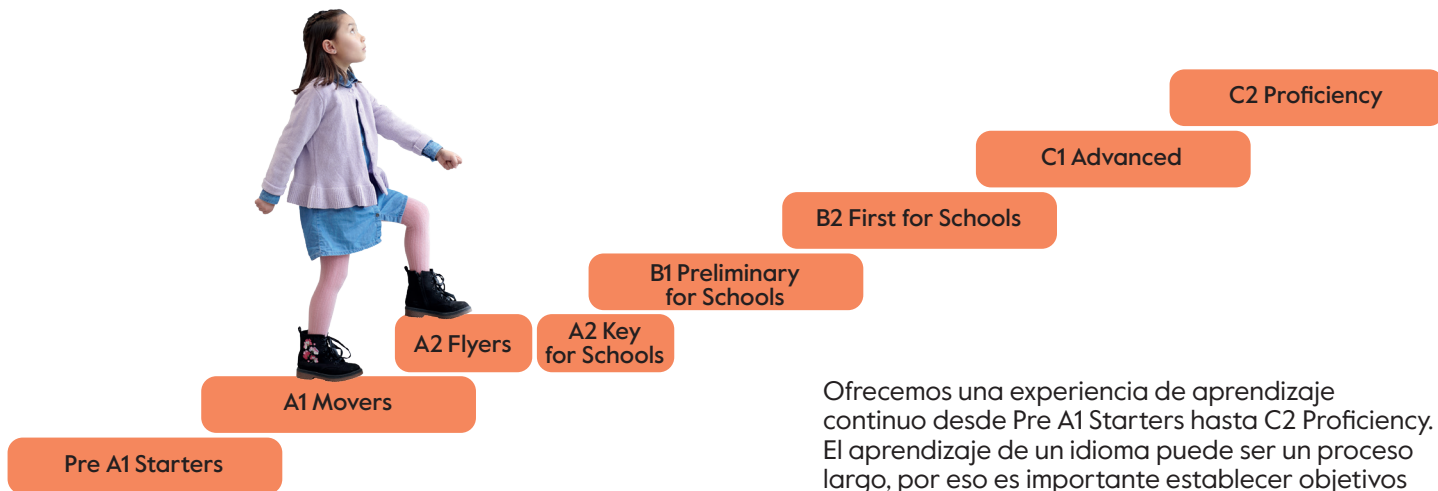 C2 Proficiency
C1 Advanced
B2 First for Schools
B1 Preliminary
for Schools
A2 Flyers
A2 Key
for Schools
A1 Movers
Pre A1 Starters
Ofrecemos una experiencia de aprendizaje
continuo desde Pre A1 Starters hasta C2 Proficiency.
El aprendizaje de un idioma puede ser un proceso
largo, por eso es importante establecer objetivos